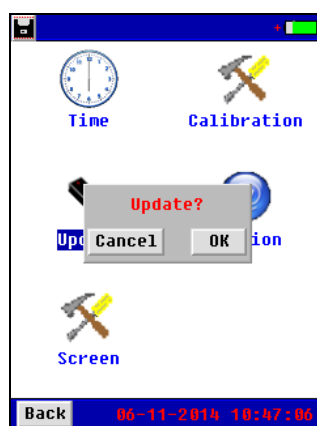 Time
Calibration
Update?
Cancel
OK
Screen
Back
06-11-2014 10:47:06